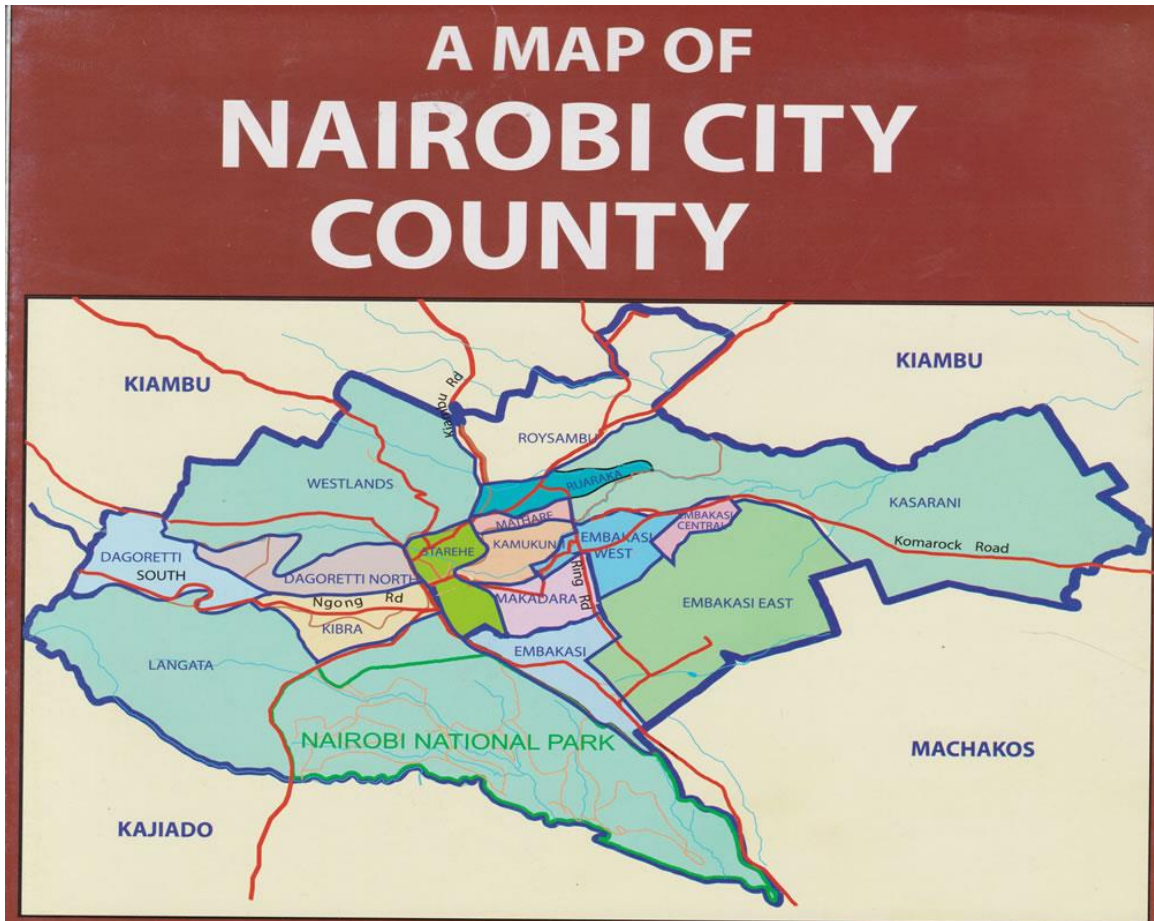 A MAP OF
NAIROBI CITY
COUNTY
KIAMBU
Kiambu Rd
KIAMBU
ROYSAMBU
WESTLANDS
RUARAKA
KASARANI
MATHARE
EMBAKASI
CENTRAL
STAREHE
KAMUKUNJI
EMBAKASI
WEST
Komarock Road
DAGORETTI
SOUTH
DAGORETTI NORTH
Ring Rd
Ngong Rd
MAKADARA
EMBAKASI EAST
KIBRA
EMBAKASI
LANGATA
NAIROBI NATIONAL PARK
MACHAKOS
KAJIADO